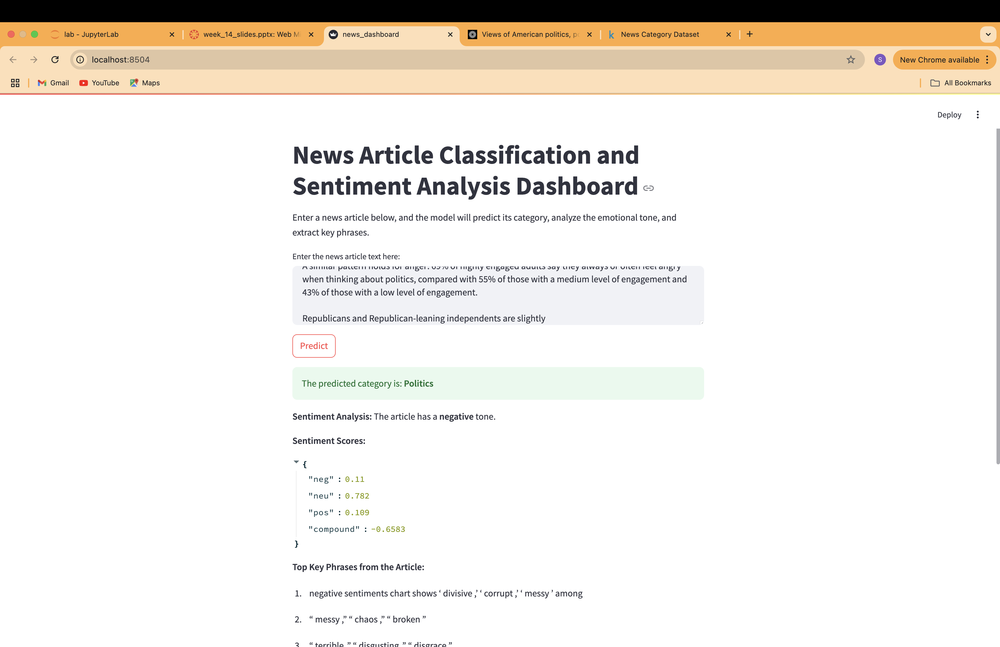 lab - JupyterLab
week_14_slides.pptx: Web Mi
news_dashboard
Views of American politics, po
News Category Dataset
localhost:8504
S
New Chrome available
Gmail
YouTube
Maps
All Bookmarks
Deploy
News Article Classification and
Sentiment Analysis Dashboard
Enter a news article below, and the model will predict its category, analyze the emotional tone, and
extract key phrases.
Enter the news article text here:
A similar pattern holds for anger: 69% of highly engaged adults say they always or often feel angry
when thinking about politics, compared with 55% of those with a medium level of engagement and
43% of those with a low level of engagement.
Republicans and Republican-leaning independents are slightly
Predict
The predicted category is: Politics
Sentiment Analysis: The article has a negative tone.
Sentiment Scores:
{
"neg" : 0.11
"neu" : 0.782
"pos" : 0.109
"compound" : -0.6583
}
Top Key Phrases from the Article:
1. negative sentiments chart shows ‘ divisive ,’ ‘ corrupt ,’ ‘ messy ’ among
2. “ messy ,” “ chaos ,” “ broken ”
3. “ terrible ,” “ disgusting ,” “ disgrace ”